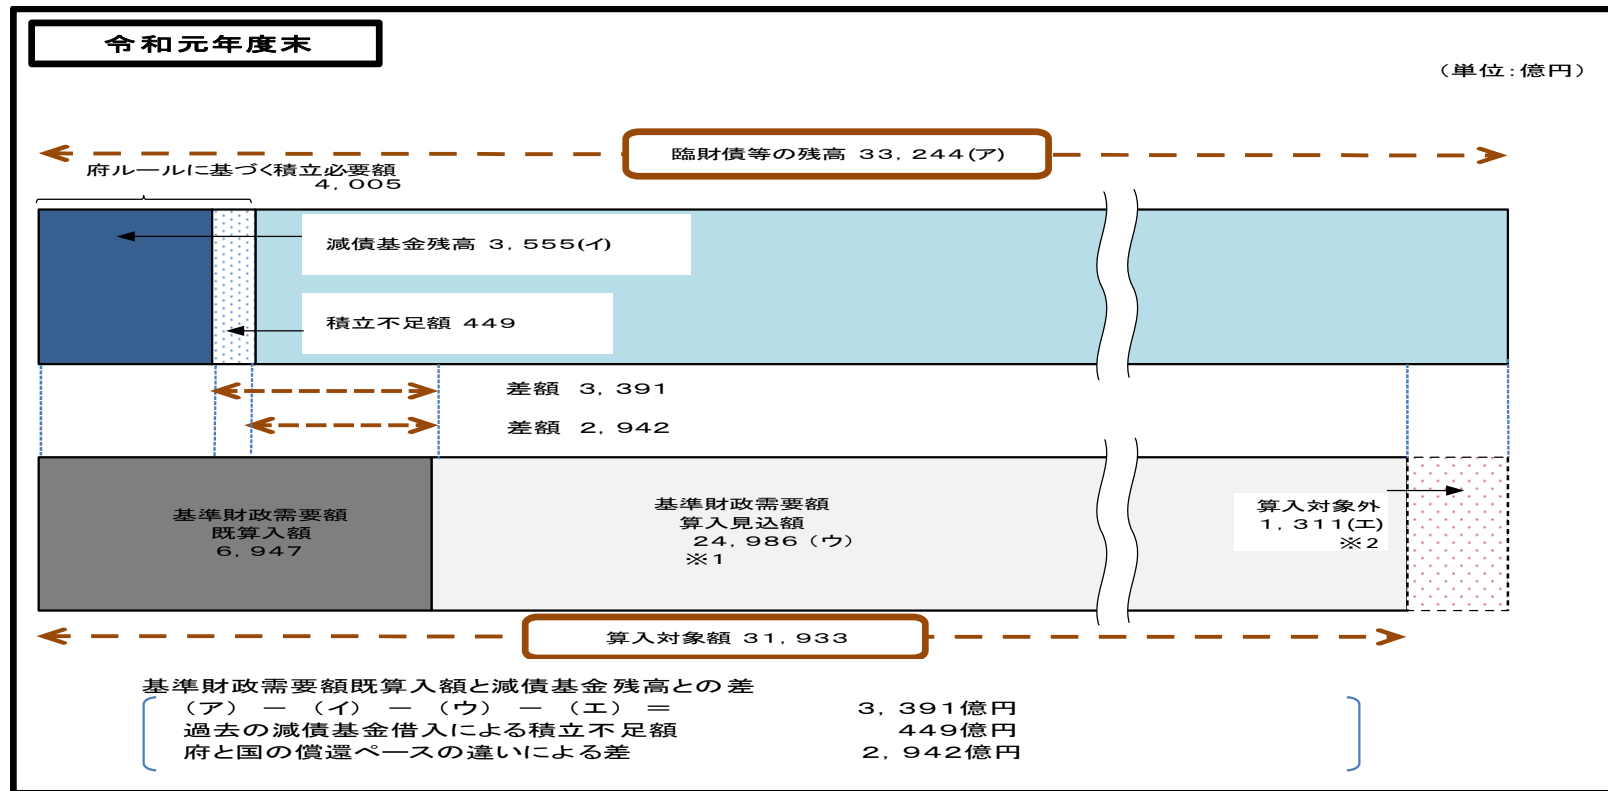 令和元年度末
（単位：億円）
臨財債等の残高 33，244(ア)
府ルールに基づく積立必要額
4，005
減債基金残高 3，555(イ)
積立不足額 449
差額 3，391
差額 2，942
基準財政需要額
既算入額
6，947
基準財政需要額
算入見込額
24，986（ウ）
※1
算入対象外
1，311(エ)
※2
算入対象額 31，933
基準財政需要額既算入額と減債基金残高との差
（ア） － （イ） － （ウ） － （エ） ＝ 3，391億円
過去の減債基金借入による積立不足額 449億円
府と国の償還ペースの違いによる差 2，942億円